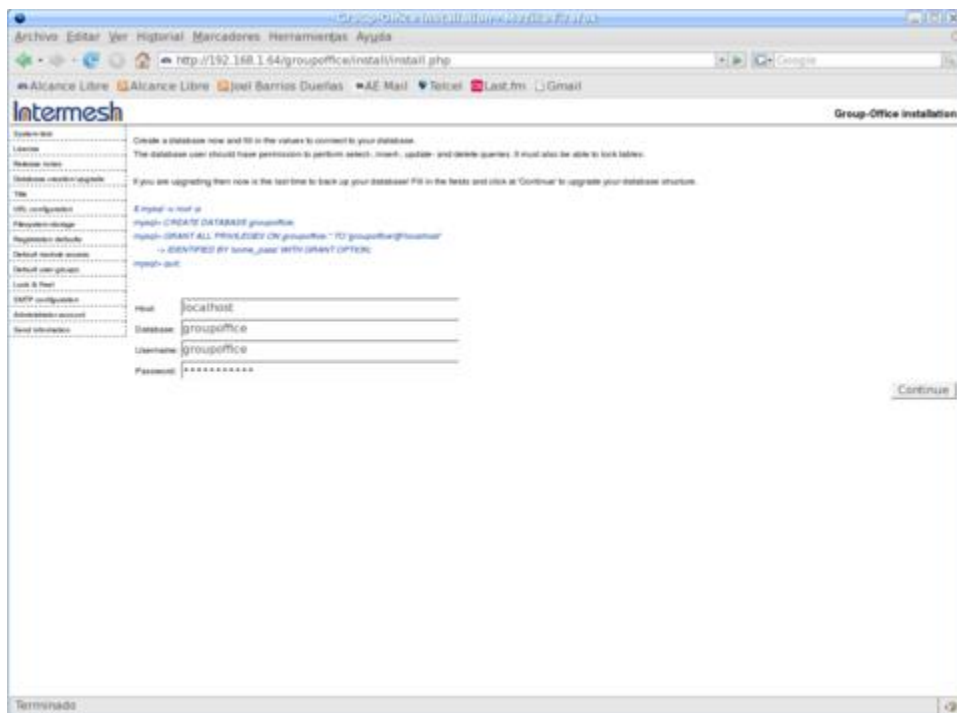 Group-Office installation - Mozilla Firefox
Archivo Editar Ver Historial Marcadores Herramientas Ayuda
http://192.168.1.64/groupoffice/install/install.php
Google
Alcance Libre Alcance Libre Joel Barrios Dueñas AE Mail Telcel Last.fm Gmail
Intermesh
Group-Office installation
System test
License
Release notes
Database creation/upgrade
Title
URL configuration
Filesystem storage
Registration defaults
Default module access
Default user groups
Look & Feel
SMTP configuration
Administrator account
Send information
Create a database now and fill in the values to connect to your database.
The database user should have permission to perform select-, insert-, update- and delete queries. It must also be able to lock tables.
If you are upgrading then now is the last time to back up your database! Fill in the fields and click at 'Continue' to upgrade your database structure.
$ mysql -u root -p
mysql> CREATE DATABASE groupoffice;
mysql> GRANT ALL PRIVILEGES ON groupoffice.* TO 'groupoffice'@'localhost'
-> IDENTIFIED BY 'some_pass' WITH GRANT OPTION;
mysql> quit;
Host: localhost
Database: groupoffice
Username: groupoffice
Password: ***********
Continue
Terminado